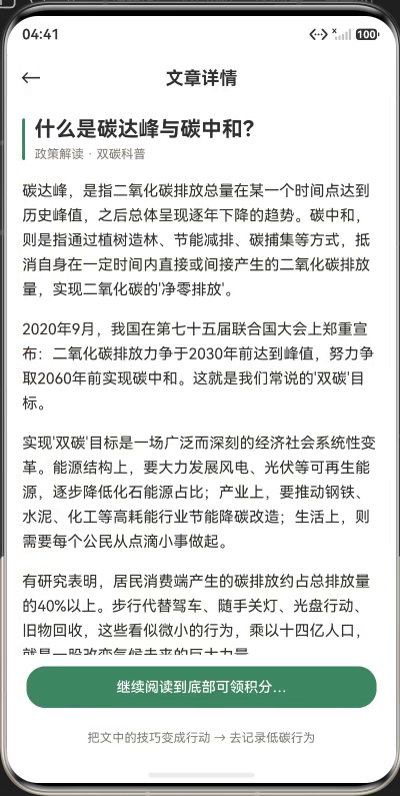 04:41
100
文章详情
什么是碳达峰与碳中和?
政策解读 · 双碳科普
碳达峰，是指二氧化碳排放总量在某一个时间点达到
历史峰值，之后总体呈现逐年下降的趋势。碳中和，
则是指通过植树造林、节能减排、碳捕集等方式，抵
消自身在一定时间内直接或间接产生的二氧化碳排放
量，实现二氧化碳的'净零排放'。
2020年9月，我国在第七十五届联合国大会上郑重宣
布：二氧化碳排放力争于2030年前达到峰值，努力争
取2060年前实现碳中和。这就是我们常说的'双碳'目
标。
实现'双碳'目标是一场广泛而深刻的经济社会系统性变
革。能源结构上，要大力发展风电、光伏等可再生能
源，逐步降低化石能源占比；产业上，要推动钢铁、
水泥、化工等高耗能行业节能降碳改造；生活上，则
需要每个公民从点滴小事做起。
有研究表明，居民消费端产生的碳排放约占总排放量
的40%以上。步行代替驾车、随手关灯、光盘行动、
旧物回收，这些看似微小的行为，乘以十四亿人口，
就是一股改变气候未来的巨大力量
继续阅读到底部可领积分...
把文中的技巧变成行动 → 去记录低碳行为